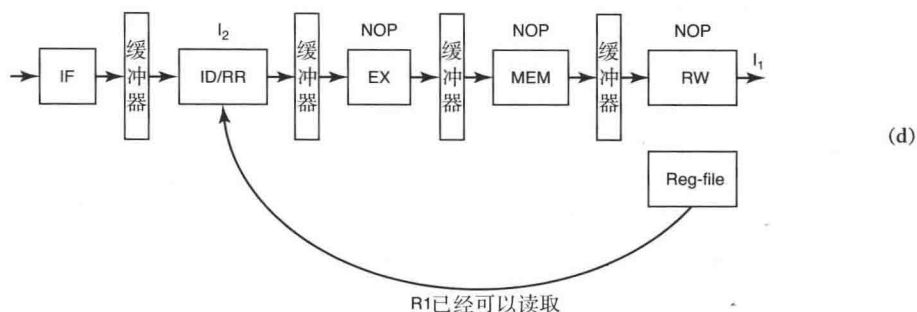 I₂ NOP NOP NOP
IF 缓冲器 ID/RR 缓冲器 EX 缓冲器 MEM 缓冲器 RW I₁
(d)
Reg-file
R1已经可以读取